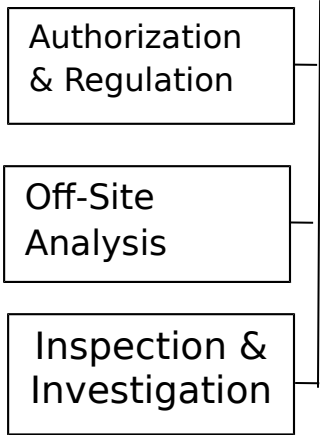 Authorization
& Regulation
Off-Site
Analysis
Inspection &
Investigation